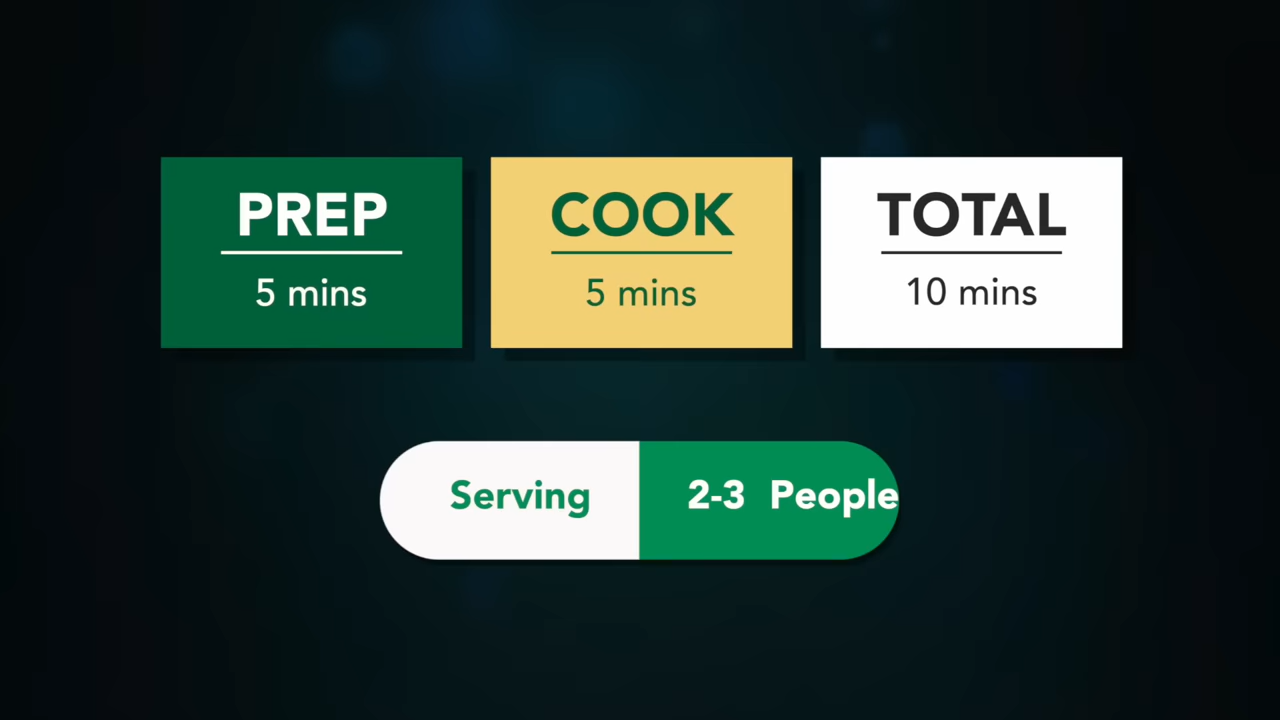 PREP
5 mins
COOK
5 mins
TOTAL
10 mins
Serving
2-3 People